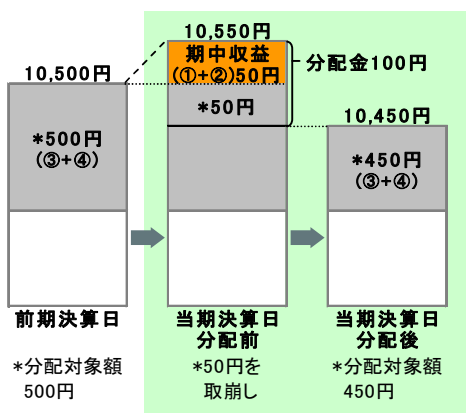 10,550円
期中収益
(①+②)50円
分配金100円
10,500円
*50円
10,450円
*500円
(③+④)
*450円
(③+④)
前期決算日
当期決算日
分配前
当期決算日
分配後
*分配対象額
500円
*50円を
取崩し
*分配対象額
450円